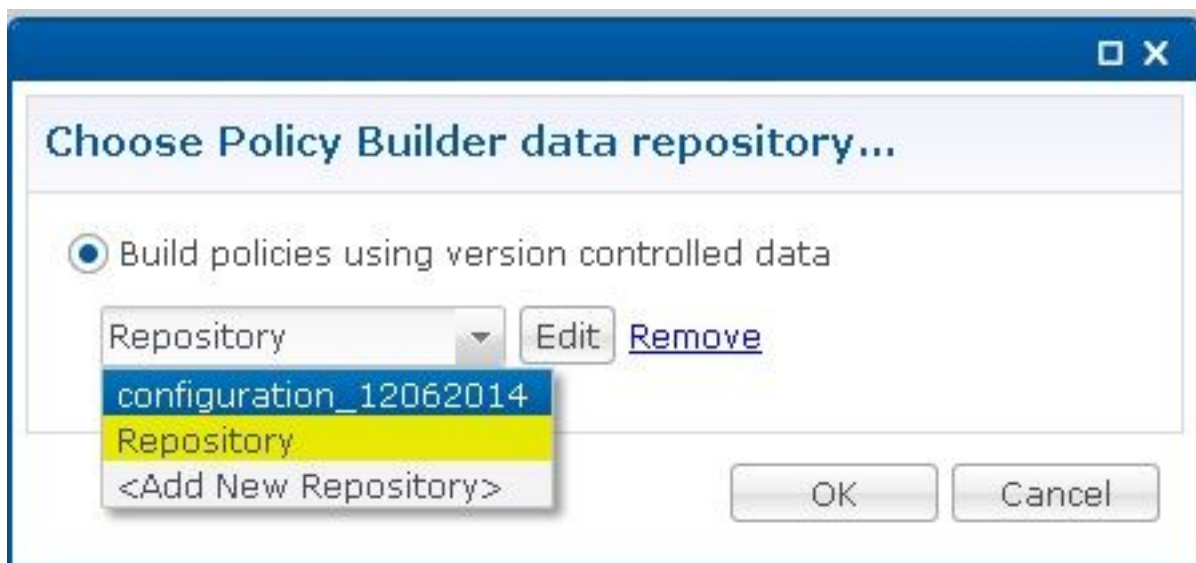 Choose Policy Builder data repository...
Build policies using version controlled data
Repository Edit Remove
configuration_12062014
Repository
<Add New Repository>
OK Cancel